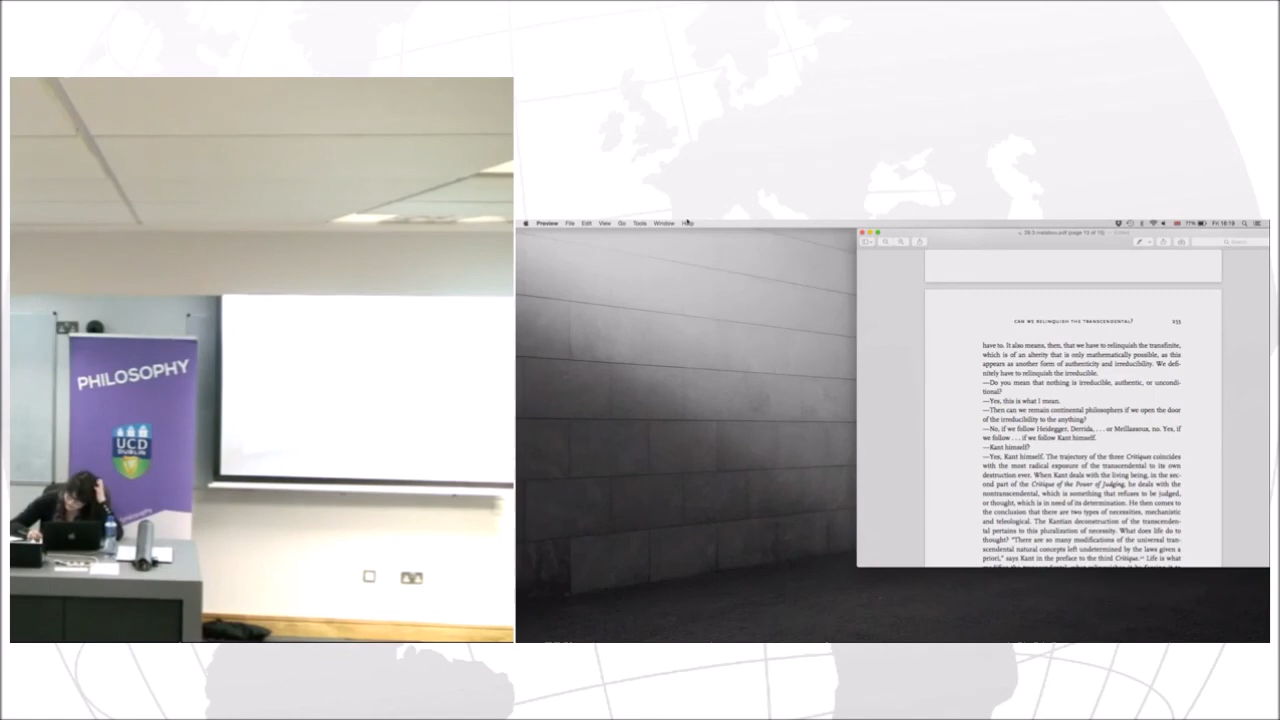 PHILOSOPHY
UCD
DUBLIN
Preview File Edit View Go Tools Window Help
77% Fri 18:19
CAN WE RELINQUISH THE TRANSCENDENTAL?
have to. It also means, then, that we have to relinquish the transfinite,
which is of an alterity that is only mathematically possible, as this
appears as another form of authenticity and irreducibility. We defi-
nitely have to relinquish the irreducible.
—Do you mean that nothing is irreducible, authentic, or uncondi-
tional?
—Yes, this is what I mean.
—Then can we remain continental philosophers if we open the door
of the irreducibility to the anything?
—No, if we follow Heidegger, Derrida, . . . or Meillassoux, no. Yes, if
we follow . . . if we follow Kant himself.
—Kant himself?
—Yes, Kant himself. The trajectory of the three Critiques coincides
with the most radical exposure of the transcendental to its own
destruction ever. When Kant deals with the living being, in the sec-
ond part of the Critique of the Power of Judging, he deals with the
nontranscendental, which is something that refuses to be judged,
or thought, which is in need of its determination. He then comes to
the conclusion that there are two types of necessities, mechanistic
and teleological. The Kantian deconstruction of the transcenden-
tal pertains to this pluralization of necessity. What does life do to
thought? "There are so many modifications of the universal tran-
scendental natural concepts left undetermined by the laws given a
priori," says Kant in the preface to the third Critique. Life is what